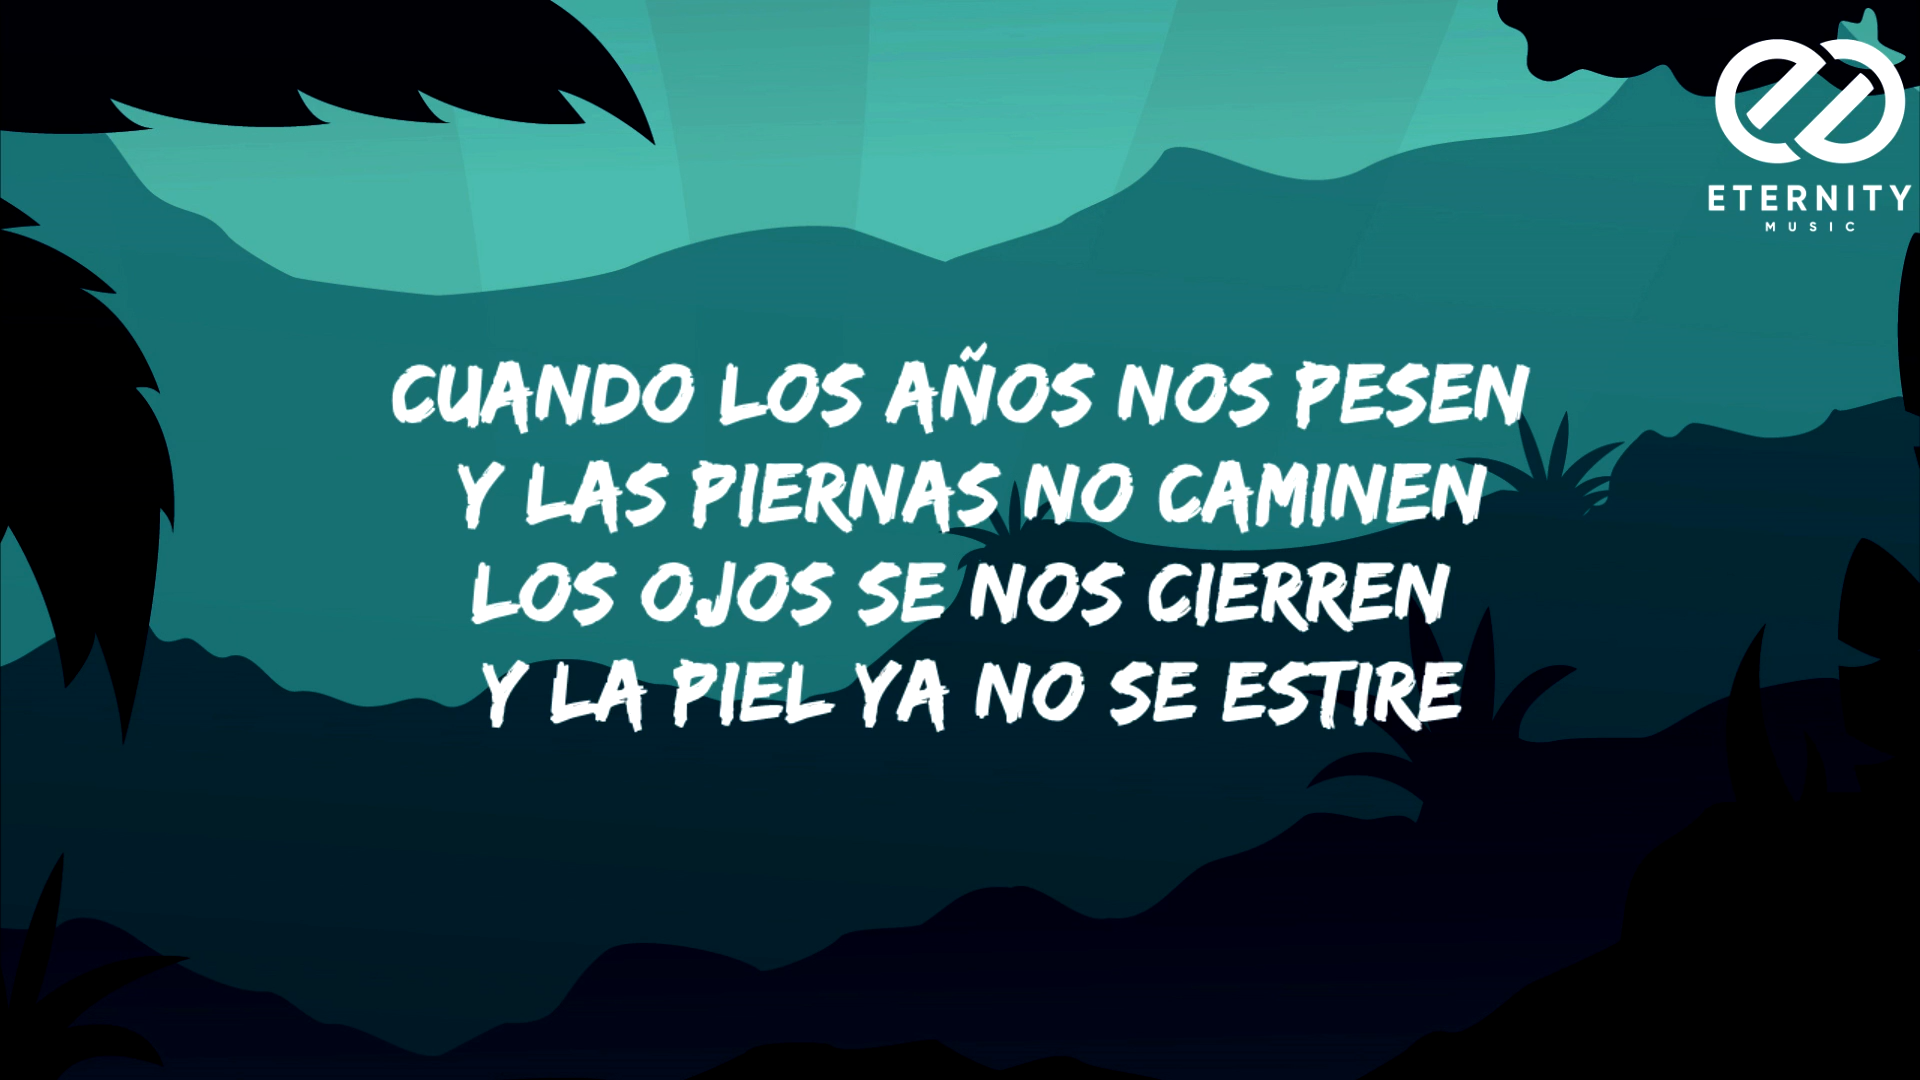 ETERNITY
MUSIC
CUANDO LOS AÑOS NOS PESEN
Y LAS PIERNAS NO CAMINEN
LOS OJOS SE NOS CIERREN
Y LA PIEL YA NO SE ESTIRE